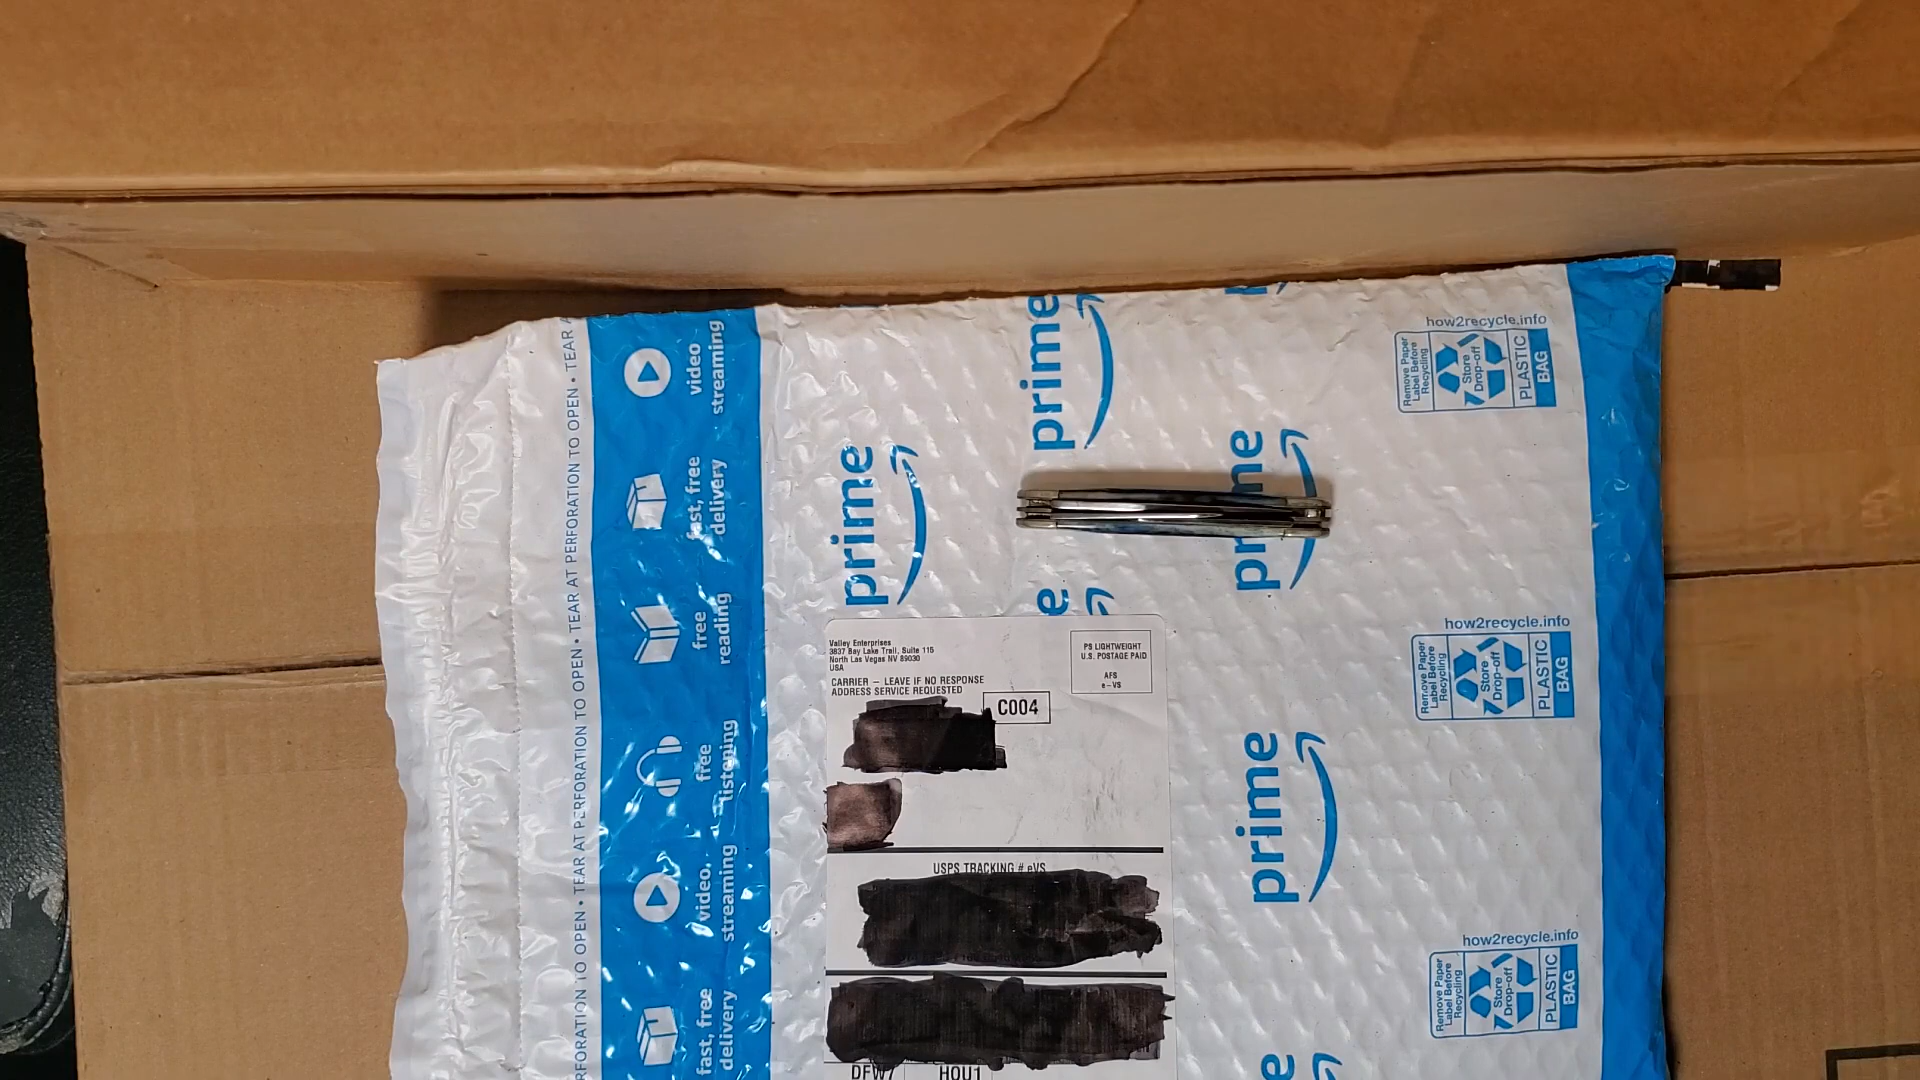 TEAR AT PERFORATION TO OPEN • TEAR AT PERFORATION TO OPEN • TEAR AT PERFORATION TO OPEN • TEAR
video streaming
fast, free delivery
free reading
free listening
video streaming
fast, free delivery
prime
prime
prime
prime
e
e
how2recycle.info
Remove Paper Label Before Recycling
Store Drop-off
PLASTIC
BAG
how2recycle.info
Remove Paper Label Before Recycling
Store Drop-off
PLASTIC
BAG
how2recycle.info
Remove Paper Label Before Recycling
Store Drop-off
PLASTIC
BAG
Valley Enterprises
3837 Bay Lake Trail, Suite 115
North Las Vegas NV 89030
USA
CARRIER – LEAVE IF NO RESPONSE
ADDRESS SERVICE REQUESTED
PS LIGHTWEIGHT
U.S. POSTAGE PAID
AFS
e-VS
C004
USPS TRACKING # eVS
DFW7 HOU1